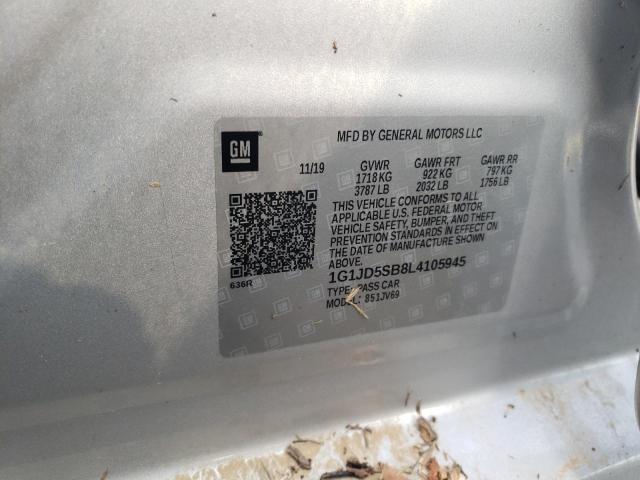 GM
MFD BY GENERAL MOTORS LLC
11/19 GVWR GAWR FRT GAWR RR
1718 KG 922 KG 797 KG
3787 LB 2032 LB 1756 LB
THIS VEHICLE CONFORMS TO ALL
APPLICABLE U.S. FEDERAL MOTOR
VEHICLE SAFETY, BUMPER, AND THEFT
PREVENTION STANDARDS IN EFFECT ON
THE DATE OF MANUFACTURE SHOWN
ABOVE.
1G1JD5SB8L4105945
TYPE: PASS CAR
MODEL: 851JV69
636R